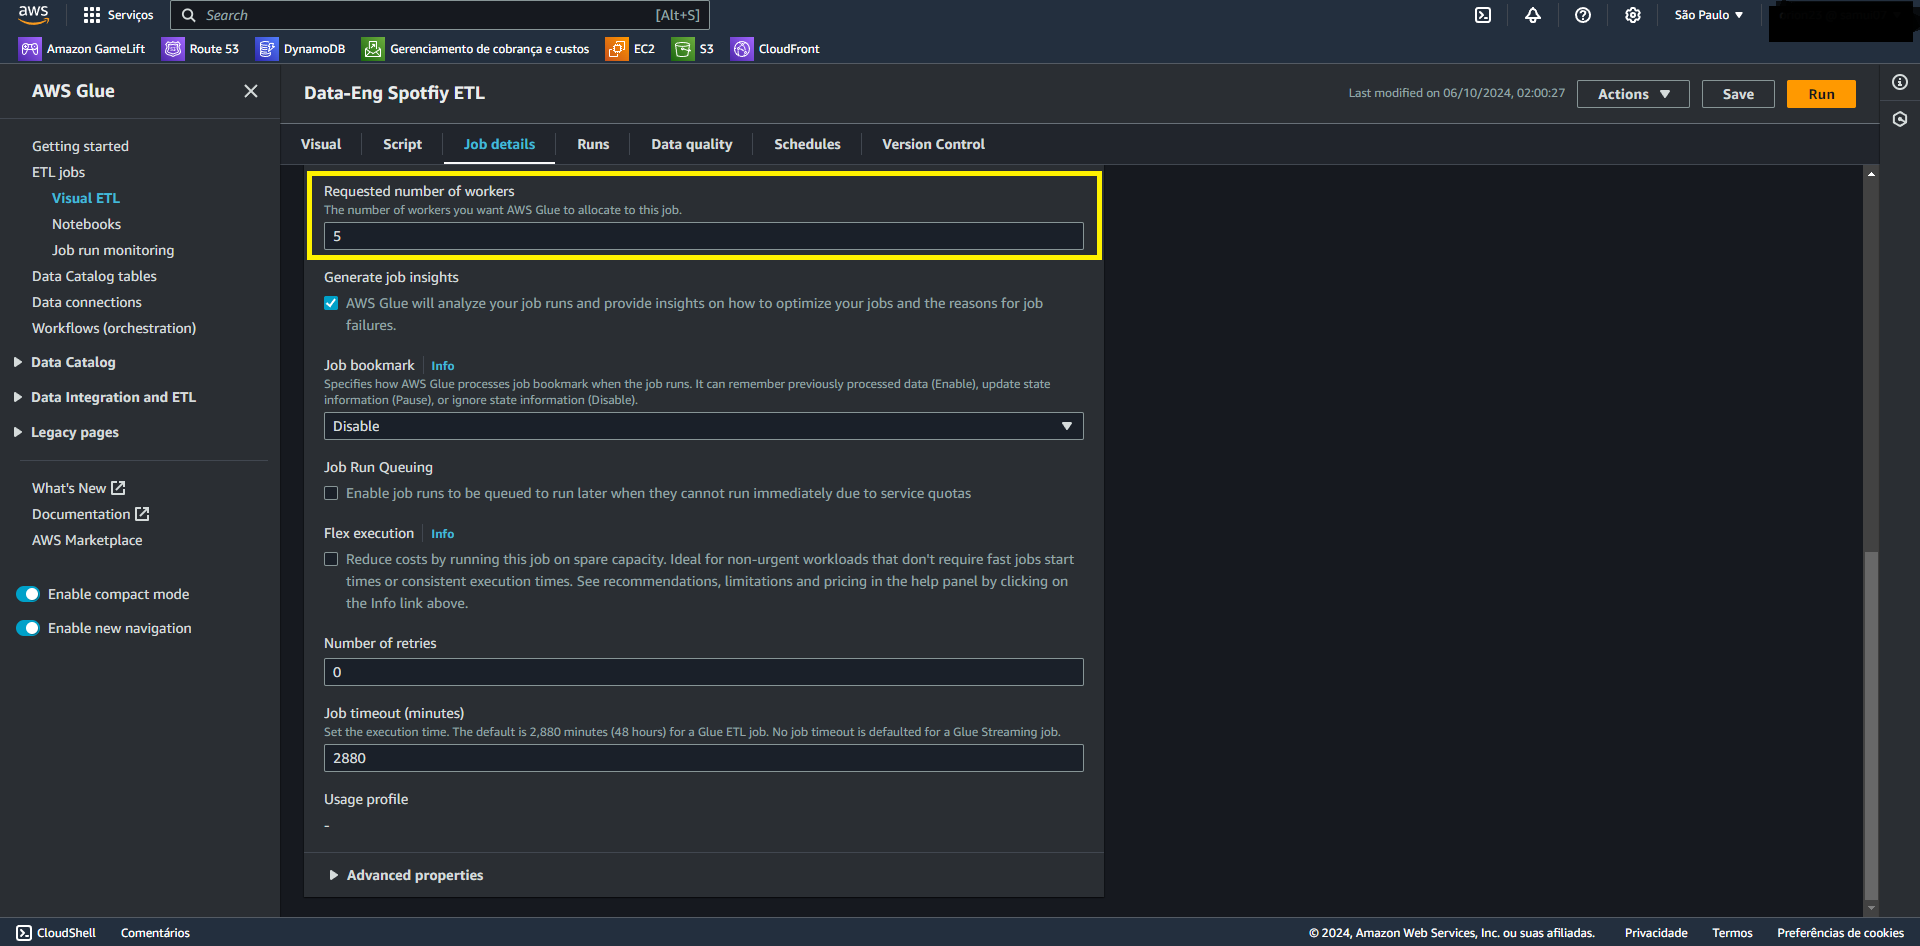 aws
Serviços
Search
[Alt+S]
São Paulo
Amazon GameLift
Route 53
DynamoDB
Gerenciamento de cobrança e custos
EC2
S3
CloudFront
AWS Glue
Getting started
ETL jobs
Visual ETL
Notebooks
Job run monitoring
Data Catalog tables
Data connections
Workflows (orchestration)
Data Catalog
Data Integration and ETL
Legacy pages
What's New
Documentation
AWS Marketplace
Enable compact mode
Enable new navigation
Data-Eng Spotfiy ETL
Last modified on 06/10/2024, 02:00:27
Actions
Save
Run
Visual
Script
Job details
Runs
Data quality
Schedules
Version Control
Requested number of workers
The number of workers you want AWS Glue to allocate to this job.
5
Generate job insights
AWS Glue will analyze your job runs and provide insights on how to optimize your jobs and the reasons for job
failures.
Job bookmark
Info
Specifies how AWS Glue processes job bookmark when the job runs. It can remember previously processed data (Enable), update state
information (Pause), or ignore state information (Disable).
Disable
Job Run Queuing
Enable job runs to be queued to run later when they cannot run immediately due to service quotas
Flex execution
Info
Reduce costs by running this job on spare capacity. Ideal for non-urgent workloads that don't require fast jobs start
times or consistent execution times. See recommendations, limitations and pricing in the help panel by clicking on
the Info link above.
Number of retries
0
Job timeout (minutes)
Set the execution time. The default is 2,880 minutes (48 hours) for a Glue ETL job. No job timeout is defaulted for a Glue Streaming job.
2880
Usage profile
-
Advanced properties
CloudShell
Comentários
© 2024, Amazon Web Services, Inc. ou suas afiliadas.
Privacidade
Termos
Preferências de cookies